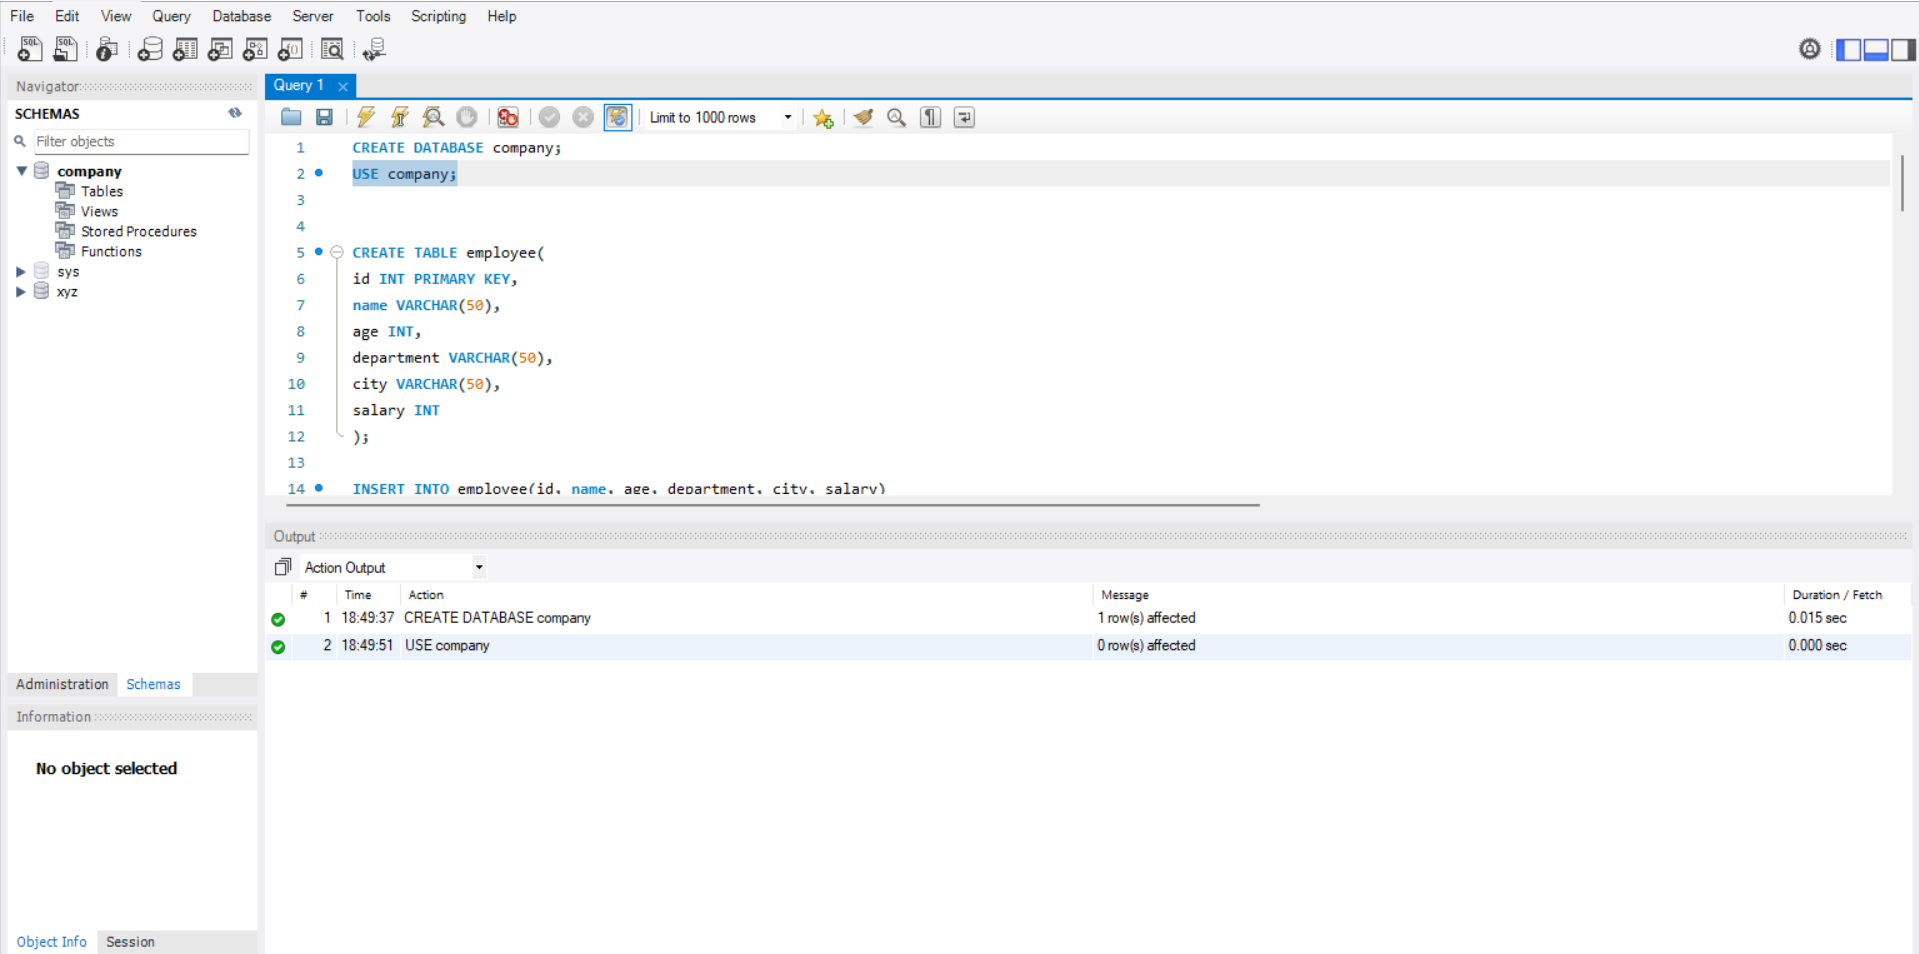 File Edit View Query Database Server Tools Scripting Help
Navigator
SCHEMAS
Filter objects
company
Tables
Views
Stored Procedures
Functions
sys
xyz
Administration Schemas
Information
No object selected
Object Info Session
Query 1
Limit to 1000 rows
1 CREATE DATABASE company;
2 USE company;
3
4
5 CREATE TABLE employee(
6 id INT PRIMARY KEY,
7 name VARCHAR(50),
8 age INT,
9 department VARCHAR(50),
10 city VARCHAR(50),
11 salary INT
12 );
13
14 INSERT INTO employee(id, name, age, department, city, salary)
Output
Action Output
# Time Action Message Duration / Fetch
1 18:49:37 CREATE DATABASE company 1 row(s) affected 0.015 sec
2 18:49:51 USE company 0 row(s) affected 0.000 sec